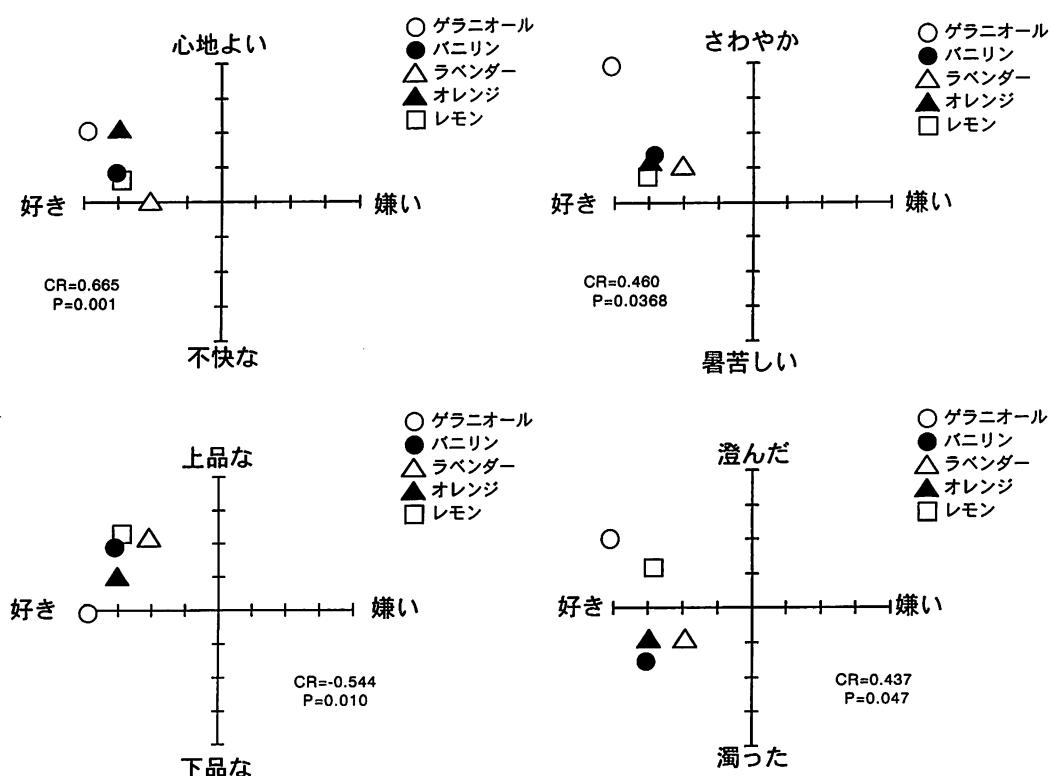 心地よい
ゲラニオール
バニリン
ラベンダー
オレンジ
レモン
好き
嫌い
CR=0.665
P=0.001
不快な
さわやか
ゲラニオール
バニリン
ラベンダー
オレンジ
レモン
好き
嫌い
CR=0.460
P=0.0368
暑苦しい
上品な
ゲラニオール
バニリン
ラベンダー
オレンジ
レモン
好き
嫌い
CR=-0.544
P=0.010
下品な
澄んだ
ゲラニオール
バニリン
ラベンダー
オレンジ
レモン
好き
嫌い
CR=0.437
P=0.047
濁った